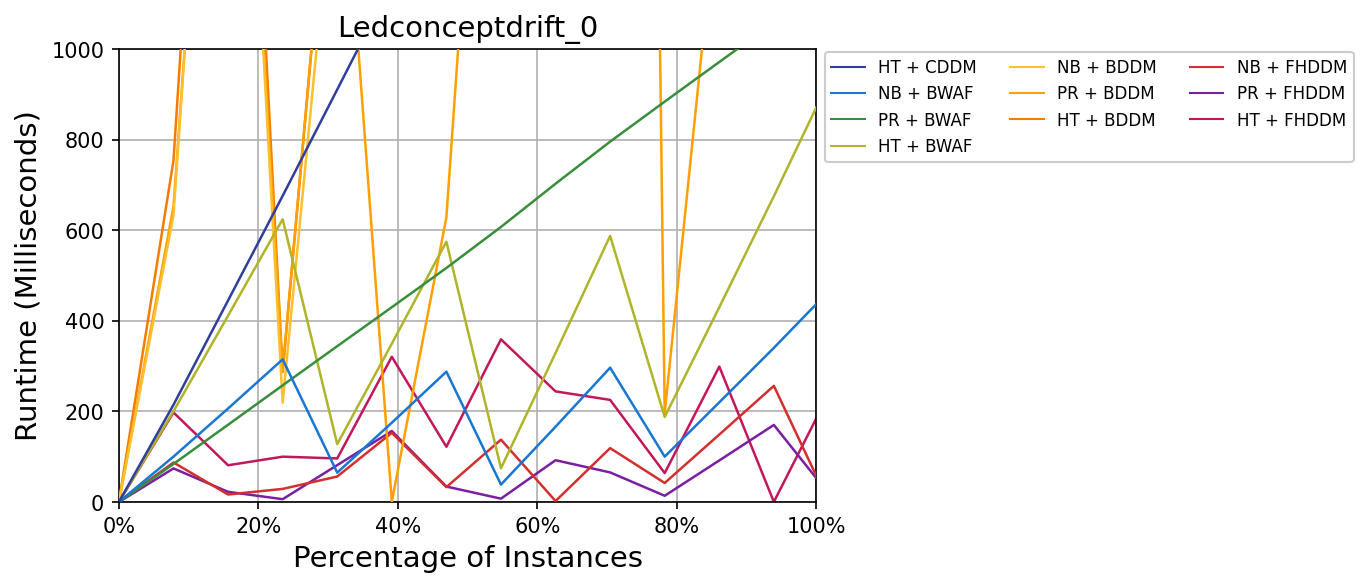 Ledconceptdrift_0
Runtime (Milliseconds)
1000
800
600
400
200
0
0% 20% 40% 60% 80% 100%
Percentage of Instances
HT + CDDM
NB + BWAF
PR + BWAF
HT + BWAF
NB + BDDM
PR + BDDM
HT + BDDM
NB + FHDDM
PR + FHDDM
HT + FHDDM